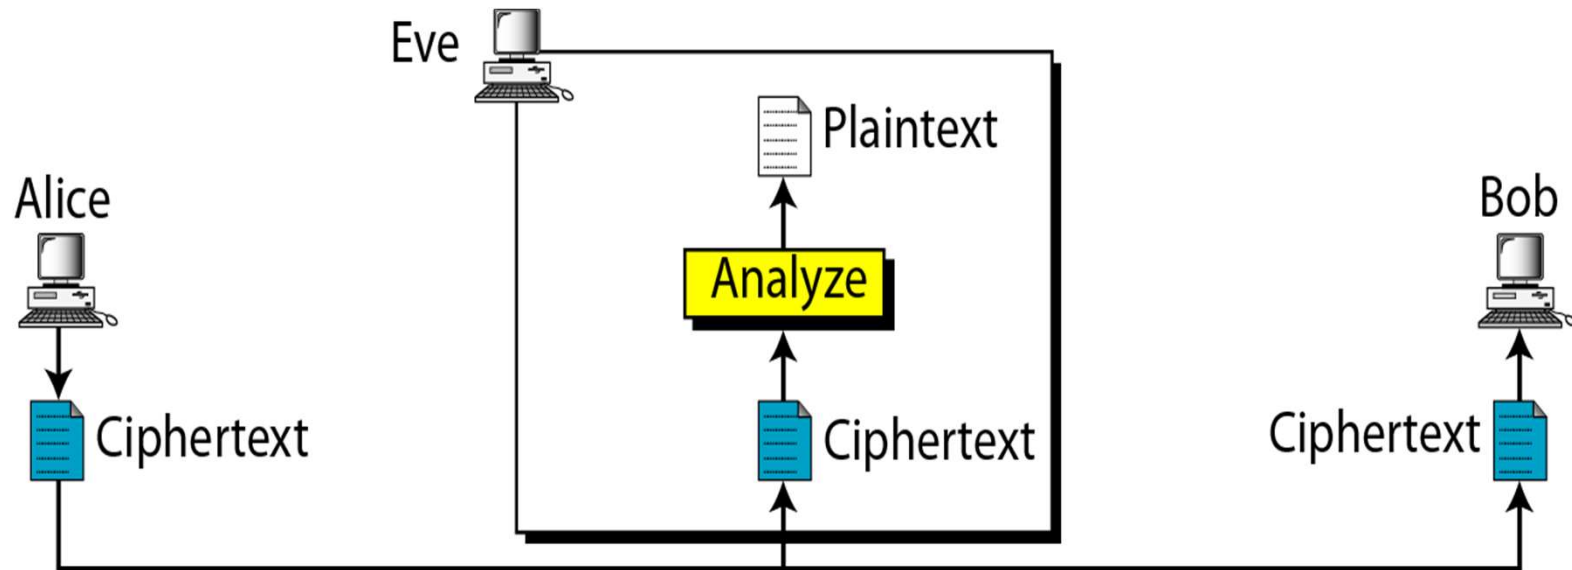 Eve
Plaintext
Alice
Bob
Analyze
Ciphertext
Ciphertext
Ciphertext